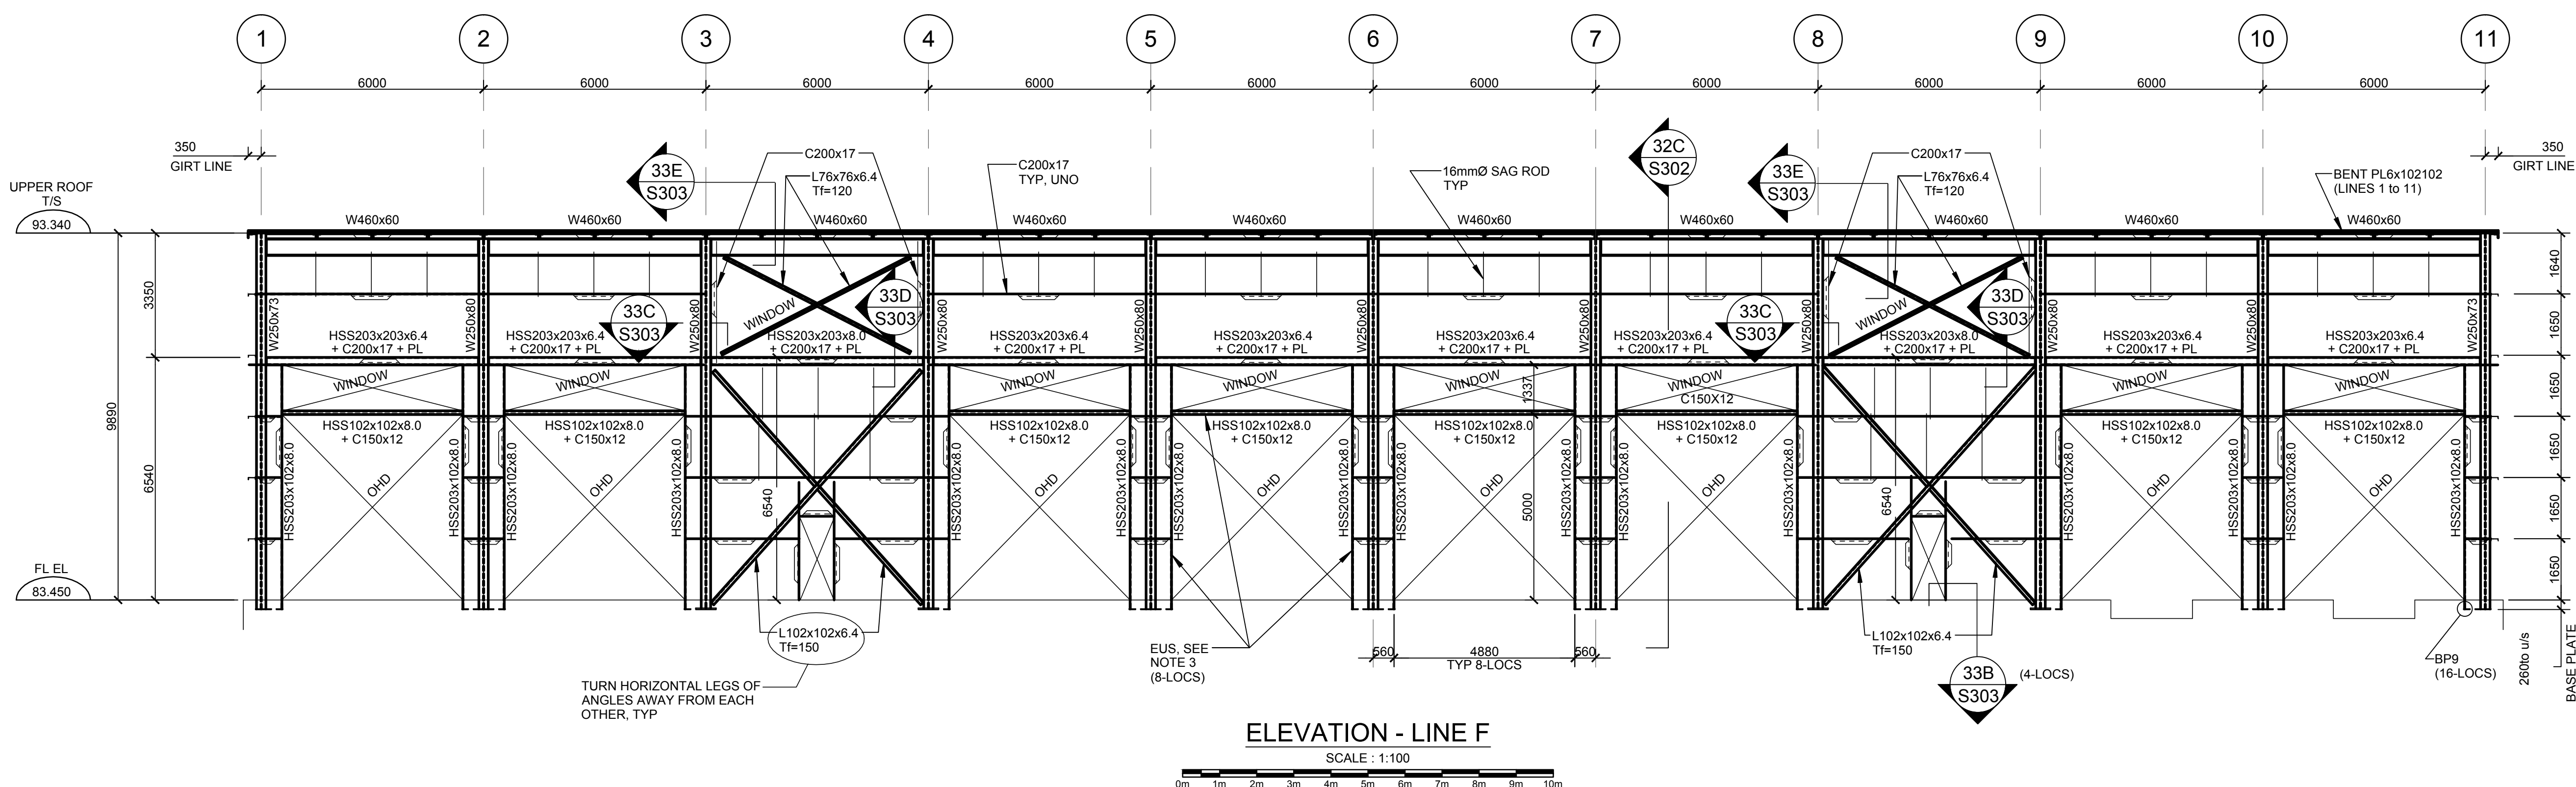 1 2 3 4 5 6 7 8 9 10 11
6000 6000 6000 6000 6000 6000 6000 6000 6000 6000
350
GIRT LINE
350
GIRT LINE
UPPER ROOF
T/S
93.340
33E
S303
C200x17
L76x76x6.4
Tf=120
C200x17
TYP, UNO
16mmØ SAG ROD
TYP
32C
S302
33E
S303
C200x17
L76x76x6.4
Tf=120
BENT PL6x102102
(LINES 1 to 11)
W460x60 W460x60 W460x60 W460x60 W460x60 W460x60 W460x60 W460x60 W460x60 W460x60
W250x73 W250x80 W250x80 W250x80 W250x80 W250x80 W250x80 W250x80 W250x80 W250x80 W250x73
33C
S303
WINDOW
33D
S303
33C
S303
WINDOW
33D
S303
HSS203x203x6.4
+ C200x17 + PL
HSS203x203x6.4
+ C200x17 + PL
HSS203x203x8.0
+ C200x17 + PL
HSS203x203x6.4
+ C200x17 + PL
HSS203x203x6.4
+ C200x17 + PL
HSS203x203x6.4
+ C200x17 + PL
HSS203x203x6.4
+ C200x17 + PL
HSS203x203x8.0
+ C200x17 + PL
HSS203x203x6.4
+ C200x17 + PL
HSS203x203x6.4
+ C200x17 + PL
WINDOW WINDOW WINDOW WINDOW WINDOW WINDOW WINDOW WINDOW
1337
C150X12
HSS102x102x8.0
+ C150x12
HSS102x102x8.0
+ C150x12
HSS102x102x8.0
+ C150x12
HSS102x102x8.0
+ C150x12
HSS102x102x8.0
+ C150x12
HSS102x102x8.0
+ C150x12
HSS102x102x8.0
+ C150x12
HSS102x102x8.0
+ C150x12
HSS203x102x8.0 HSS203x102x8.0 HSS203x102x8.0 HSS203x102x8.0 HSS203x102x8.0 HSS203x102x8.0 HSS203x102x8.0 HSS203x102x8.0 HSS203x102x8.0 HSS203x102x8.0 HSS203x102x8.0 HSS203x102x8.0 HSS203x102x8.0 HSS203x102x8.0 HSS203x102x8.0 HSS203x102x8.0
OHD OHD OHD OHD OHD OHD OHD OHD
9890
3350
6540
6540
5000
6540
1640
1650
1650
1650
1650
1650
260to u/s
BASE PLATE
FL EL
83.450
L102x102x6.4
Tf=150
TURN HORIZONTAL LEGS OF
ANGLES AWAY FROM EACH
OTHER, TYP
EUS, SEE
NOTE 3
(8-LOCS)
560 4880 560
TYP 8-LOCS
L102x102x6.4
Tf=150
33B
S303
(4-LOCS)
BP9
(16-LOCS)
ELEVATION - LINE F
SCALE : 1:100
0m 1m 2m 3m 4m 5m 6m 7m 8m 9m 10m